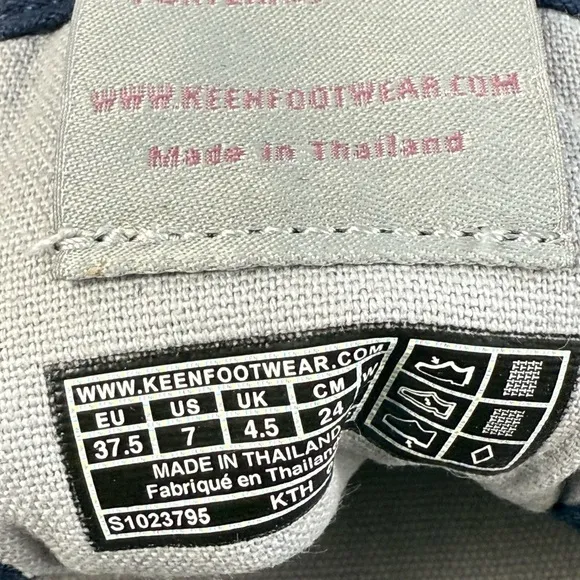 WWW.KEENFOOTWEAR.COM
Made in Thailand
WWW.KEENFOOTWEAR.COM
EU US UK CM
37.5 7 4.5 24
MADE IN THAILAND
Fabriqué en Thailand
S1023795 KTH